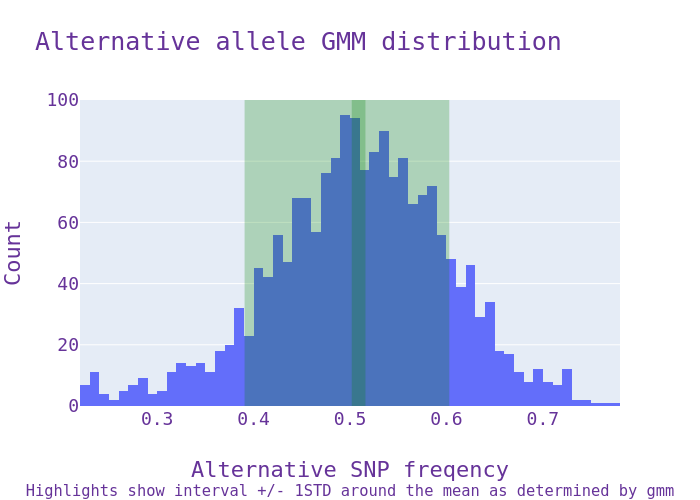 Alternative allele GMM distribution
100
80
60
40
20
0
Count
0.3 0.4 0.5 0.6 0.7
Alternative SNP freqency
Highlights show interval +/- 1STD around the mean as determined by gmm